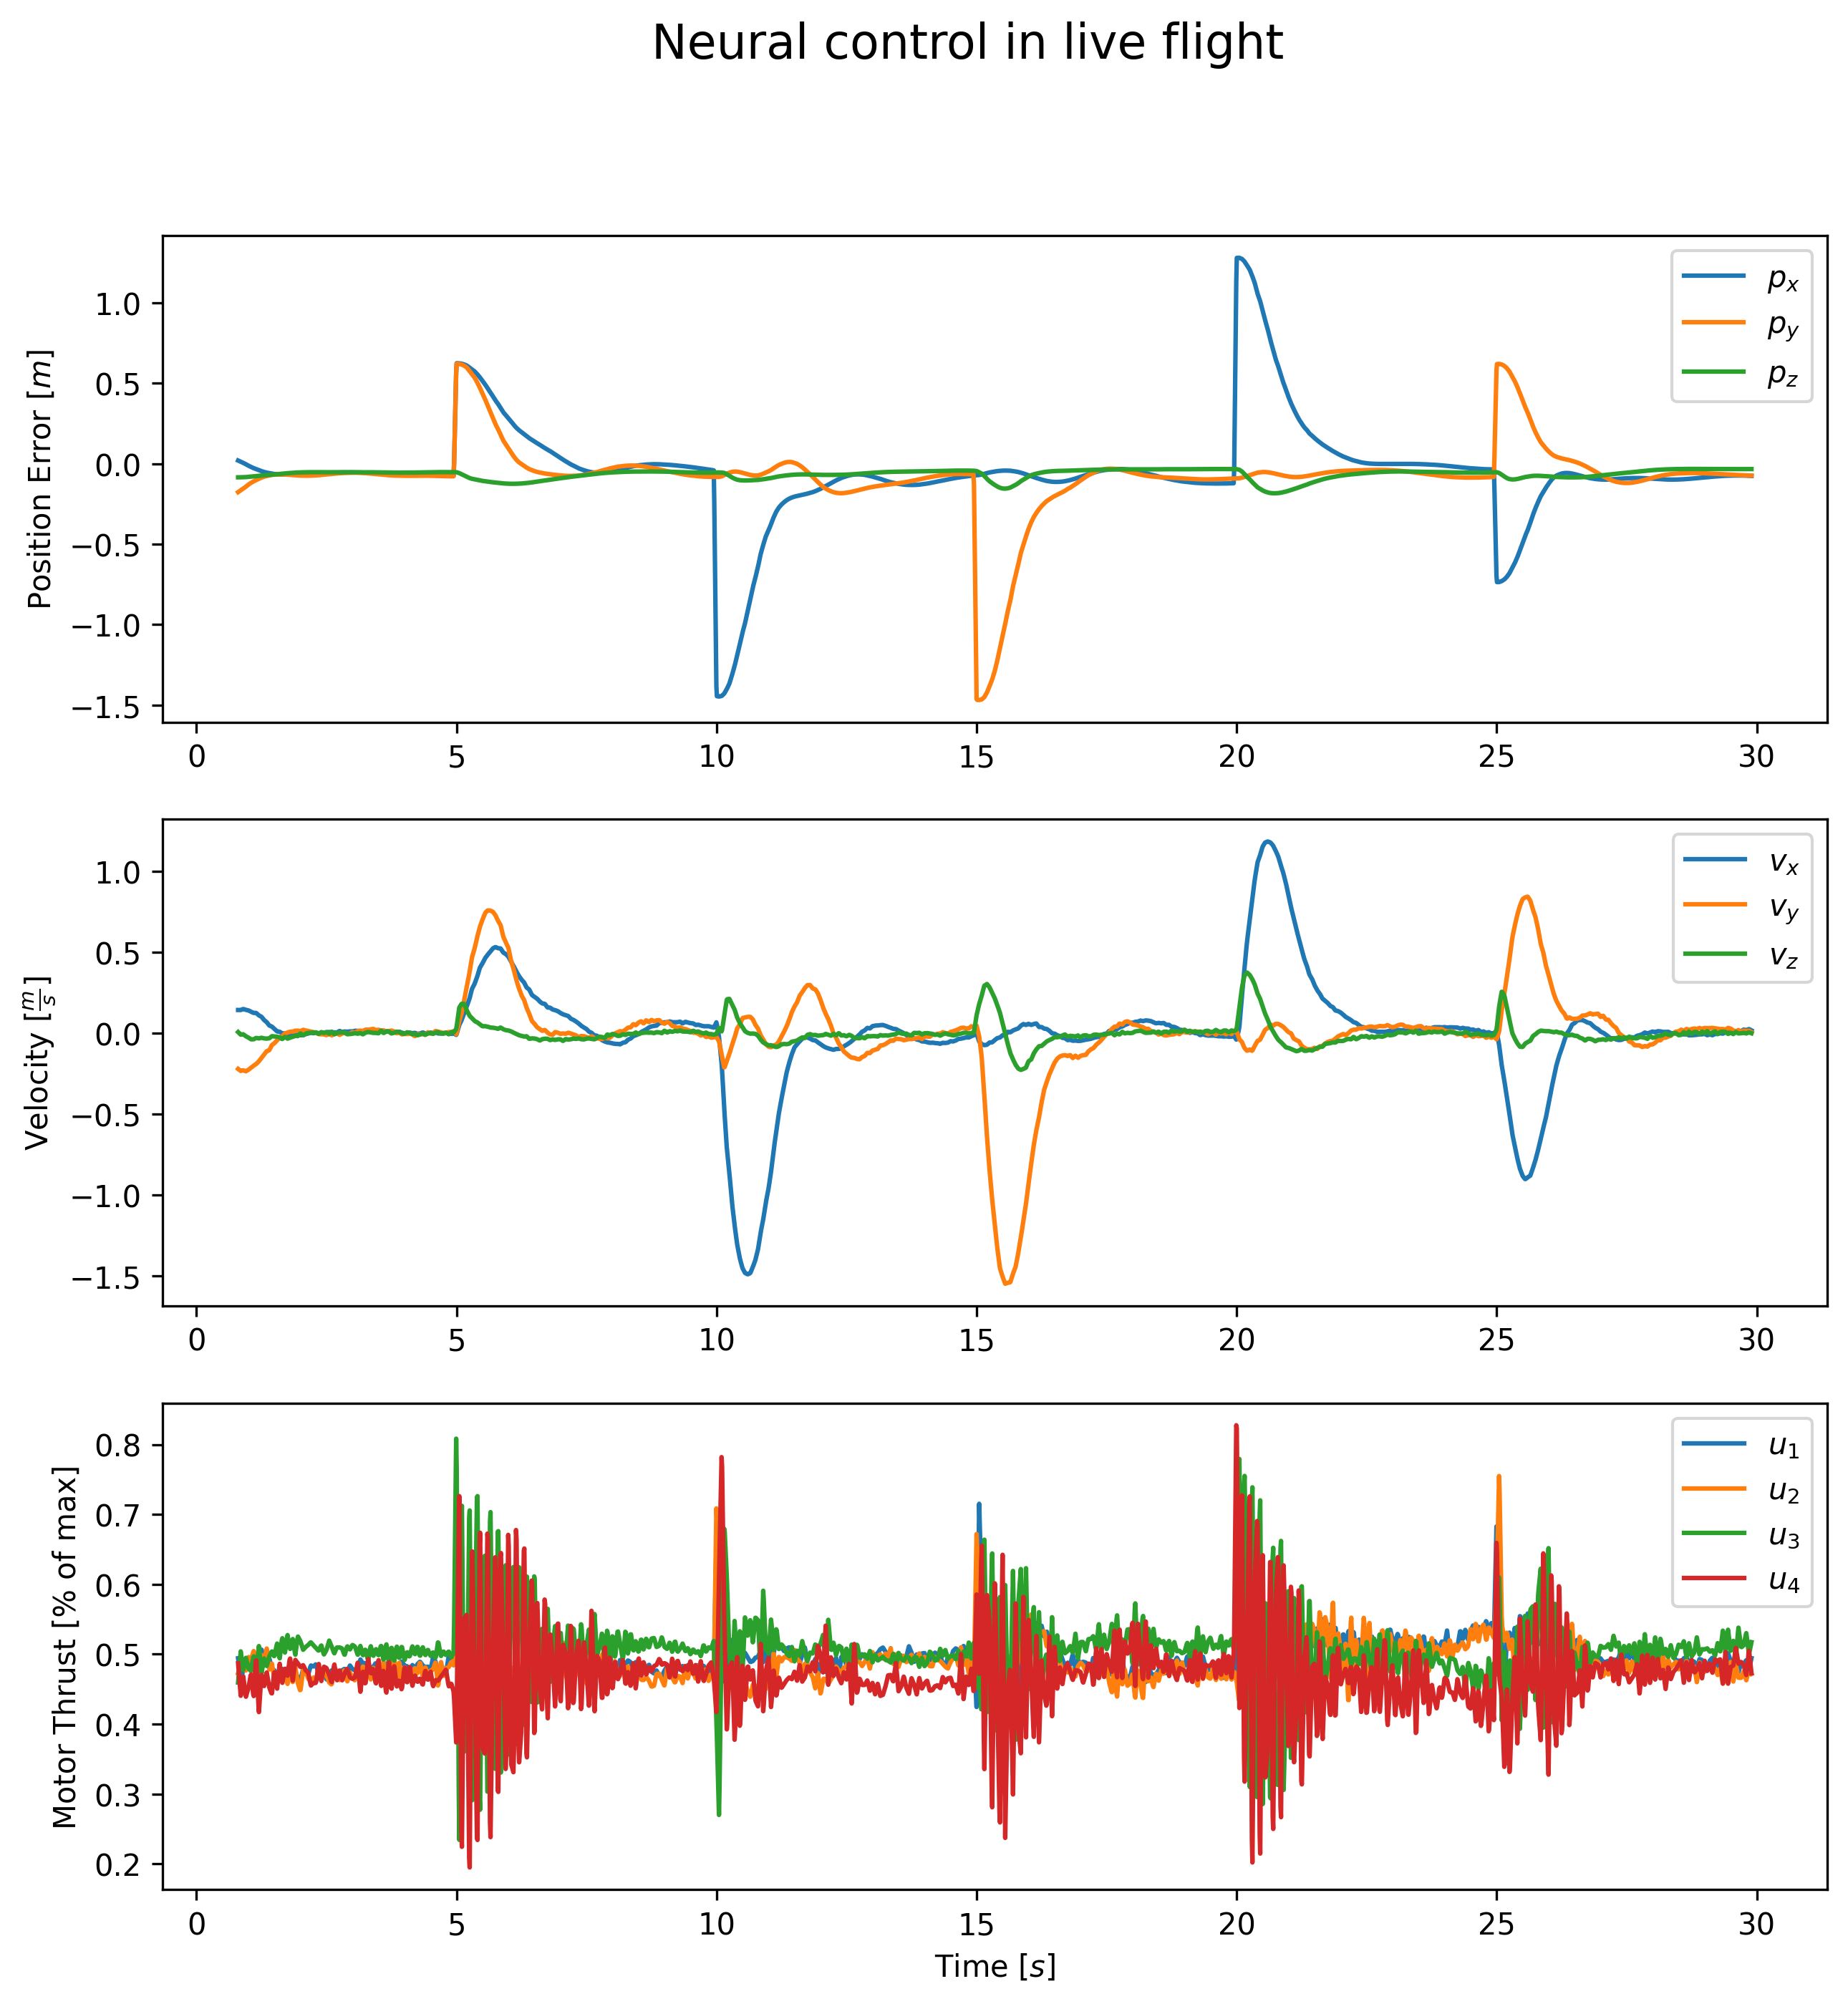 Neural control in live flight
Position Error [m]
1.0
0.5
0.0
−0.5
−1.0
−1.5
p_x
p_y
p_z
0 5 10 15 20 25 30
Velocity [m/s]
1.0
0.5
0.0
−0.5
−1.0
−1.5
v_x
v_y
v_z
0 5 10 15 20 25 30
Motor Thrust [% of max]
0.8
0.7
0.6
0.5
0.4
0.3
0.2
u_1
u_2
u_3
u_4
0 5 10 15 20 25 30
Time [s]